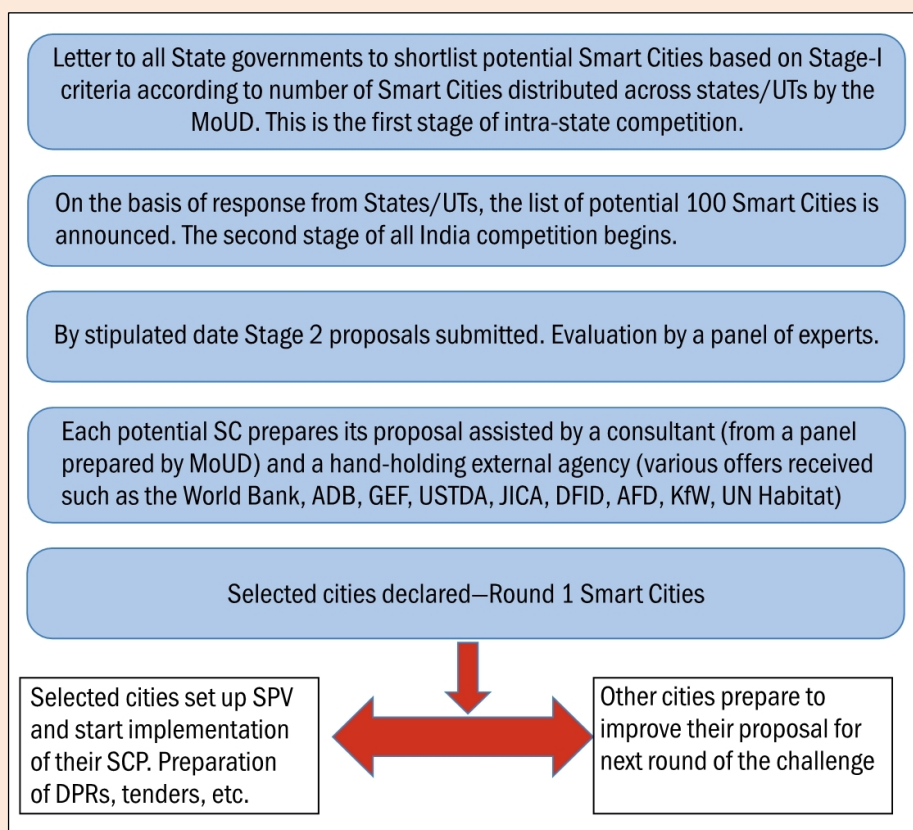 Letter to all State governments to shortlist potential Smart Cities based on Stage-I
criteria according to number of Smart Cities distributed across states/UTs by the
MoUD. This is the first stage of intra-state competition.
On the basis of response from States/UTs, the list of potential 100 Smart Cities is
announced. The second stage of all India competition begins.
By stipulated date Stage 2 proposals submitted. Evaluation by a panel of experts.
Each potential SC prepares its proposal assisted by a consultant (from a panel
prepared by MoUD) and a hand-holding external agency (various offers received
such as the World Bank, ADB, GEF, USTDA, JICA, DFID, AFD, KfW, UN Habitat)
Selected cities declared—Round 1 Smart Cities
Selected cities set up SPV
and start implementation
of their SCP. Preparation
of DPRs, tenders, etc.
Other cities prepare to
improve their proposal for
next round of the challenge